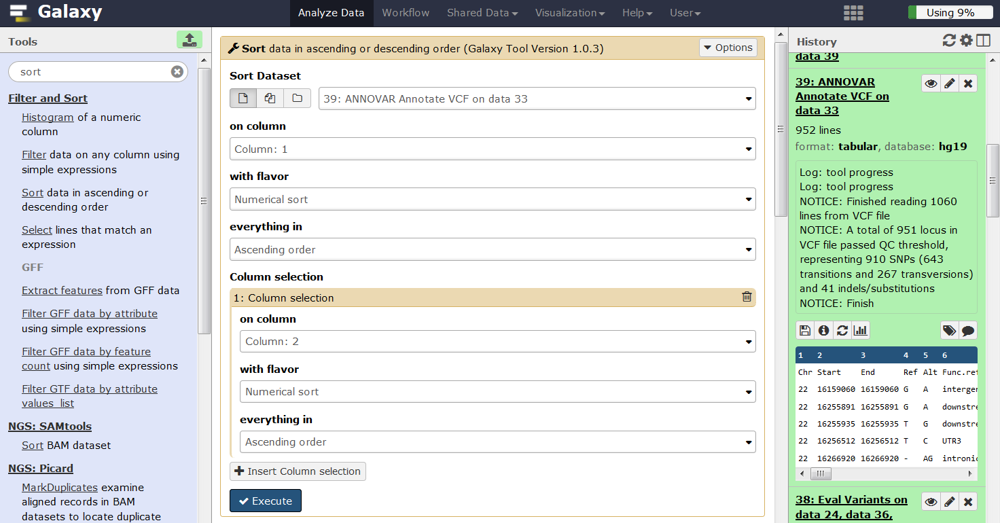 Galaxy
Analyze Data
Workflow
Shared Data
Visualization
Help
User
Using 9%
Tools
sort
Filter and Sort
Histogram of a numeric
column
Filter data on any column using
simple expressions
Sort data in ascending or
descending order
Select lines that match an
expression
GFF
Extract features from GFF data
Filter GFF data by attribute
using simple expressions
Filter GFF data by feature
count using simple expressions
Filter GTF data by attribute
values_list
NGS: SAMtools
Sort BAM dataset
NGS: Picard
MarkDuplicates examine
aligned records in BAM
datasets to locate duplicate
Sort data in ascending or descending order (Galaxy Tool Version 1.0.3)
Options
Sort Dataset
39: ANNOVAR Annotate VCF on data 33
on column
Column: 1
with flavor
Numerical sort
everything in
Ascending order
Column selection
1: Column selection
on column
Column: 2
with flavor
Numerical sort
everything in
Ascending order
Insert Column selection
Execute
History
data 39
39: ANNOVAR
Annotate VCF on
data 33
952 lines
format: tabular, database: hg19
Log: tool progress
Log: tool progress
NOTICE: Finished reading 1060
lines from VCF file
NOTICE: A total of 951 locus in
VCF file passed QC threshold,
representing 910 SNPs (643
transitions and 267 transversions)
and 41 indels/substitutions
NOTICE: Finish
1 2 3 4 5 6
Chr Start End Ref Alt Func.ref
22 16159060 16159060 G A interger
22 16255891 16255891 G A downstre
22 16255935 16255935 T G downstre
22 16256512 16256512 T C UTR3
22 16266920 16266920 - AG intronic
38: Eval Variants on
data 24, data 36,